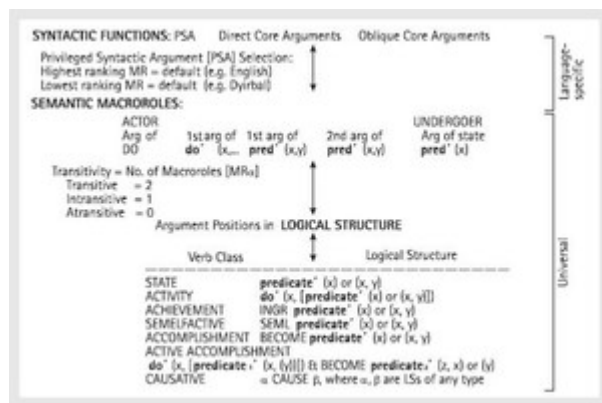 SYNTACTIC FUNCTIONS: PSA Direct Core Arguments Oblique Core Arguments
Privileged Syntactic Argument [PSA] Selection:
Highest ranking MR = default (e.g. English)
Lowest ranking MR = default (e.g. Dyirbal)
Language-specific
SEMANTIC MACROROLES:
ACTOR UNDERGOER
Arg of 1st arg of 1st arg of 2nd arg of Arg of state
DO do´ (x,... pred´ (x,y) pred´ (x,y) pred´ (x)
Transitivity = No. of Macroroles [MRα]
Transitive = 2
Intransitive = 1
Atransitive = 0
Argument Positions in LOGICAL STRUCTURE
Verb Class Logical Structure
STATE predicate´ (x) or (x, y)
ACTIVITY do´ (x, [predicate´ (x) or (x, y)])
ACHIEVEMENT INGR predicate´ (x) or (x, y)
SEMELFACTIVE SEML predicate´ (x) or (x, y)
ACCOMPLISHMENT BECOME predicate´ (x) or (x, y)
ACTIVE ACCOMPLISHMENT
do´ (x, [predicate₁´ (x, (y))]) & BECOME predicate₂´ (z, x) or (y)
CAUSATIVE α CAUSE β, where α, β are LSs of any type
Universal